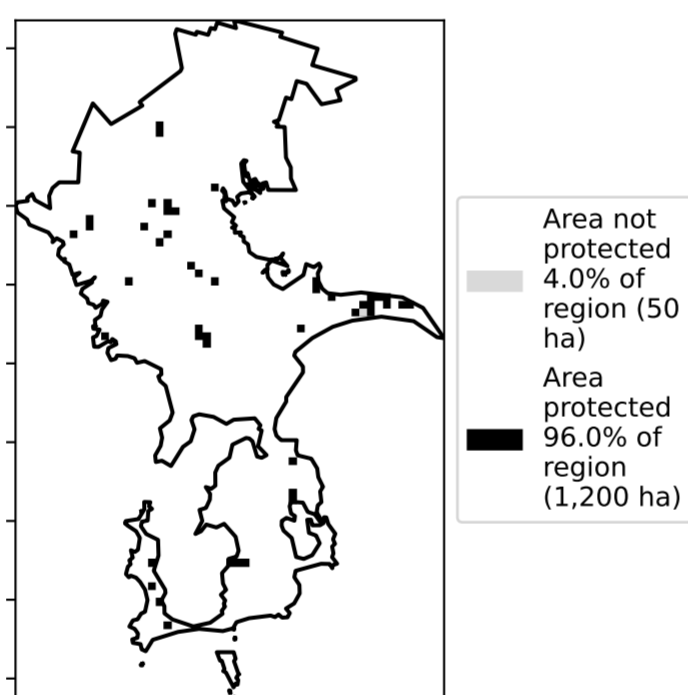 Area not
protected
4.0% of
region (50
ha)
Area
protected
96.0% of
region
(1,200 ha)